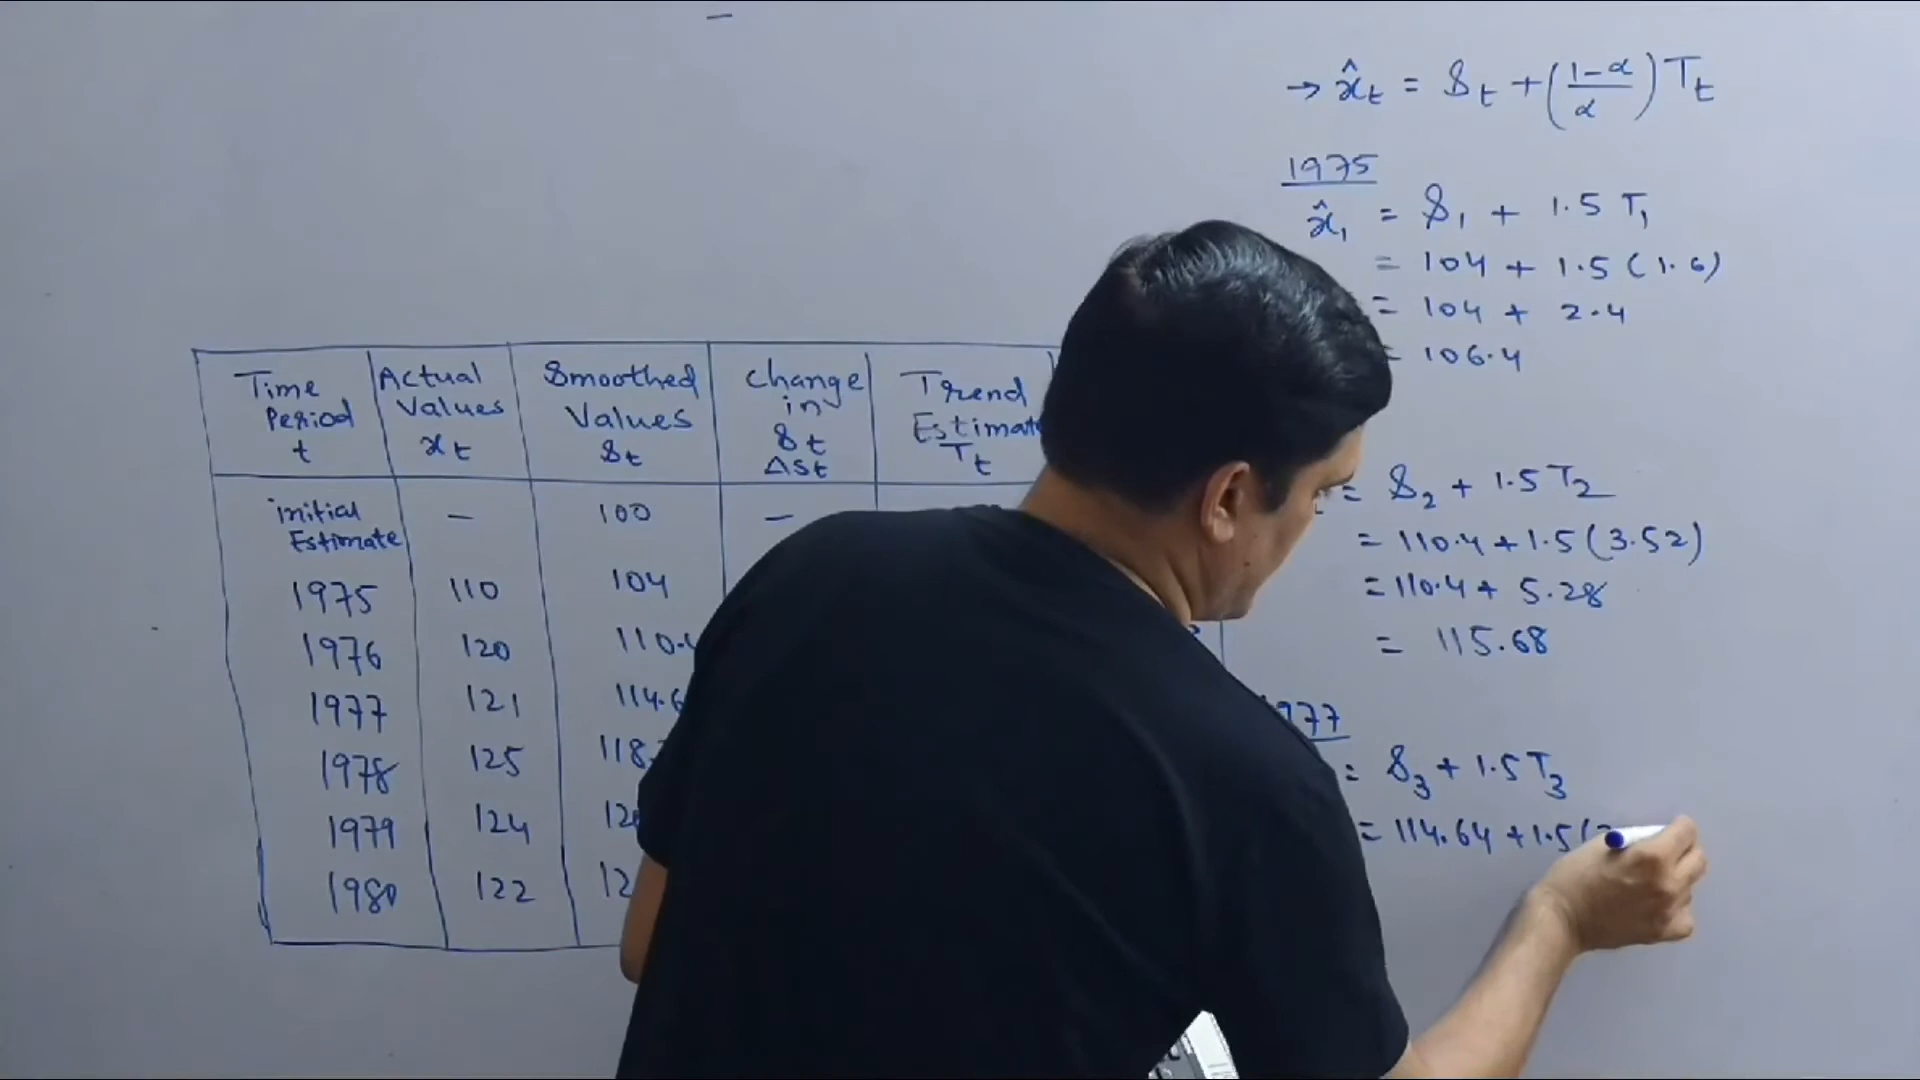 → x̂t = St + (1-α/α) Tt
1975
x̂1 = S1 + 1.5 T1
= 104 + 1.5 (1.6)
= 104 + 2.4
= 106.4
= S2 + 1.5 T2
= 110.4 + 1.5 (3.52)
= 110.4 + 5.28
= 115.68
1977
= S3 + 1.5 T3
= 114.64 + 1.5 (
Time Period t
Actual Values xt
Smoothed Values St
Change in St ΔSt
Trend Estimate Tt
initial Estimate — 100 —
1975 110 104
1976 120 110.4
1977 121 114.6
1978 125 118.
1979 124 12
1980 122 12